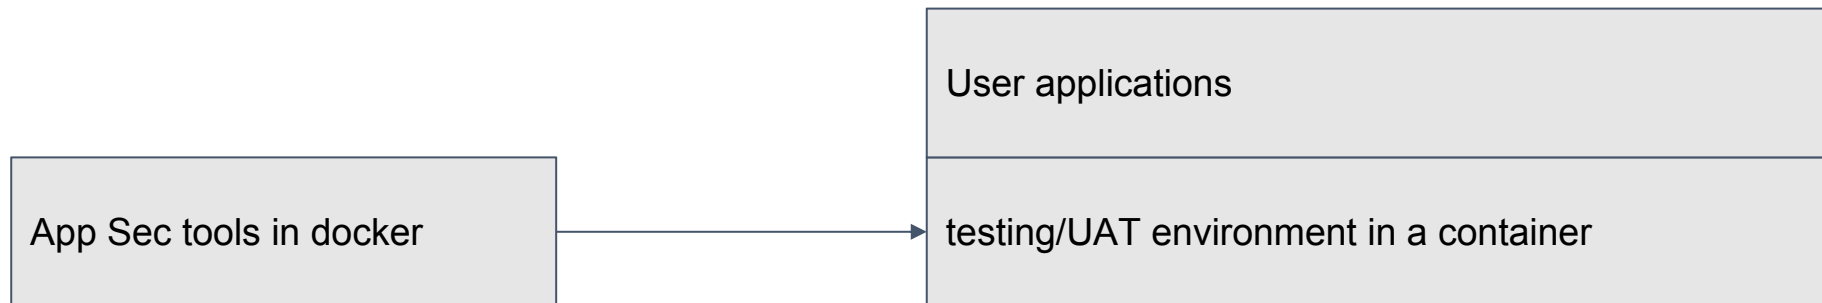 User applications
App Sec tools in docker
testing/UAT environment in a container